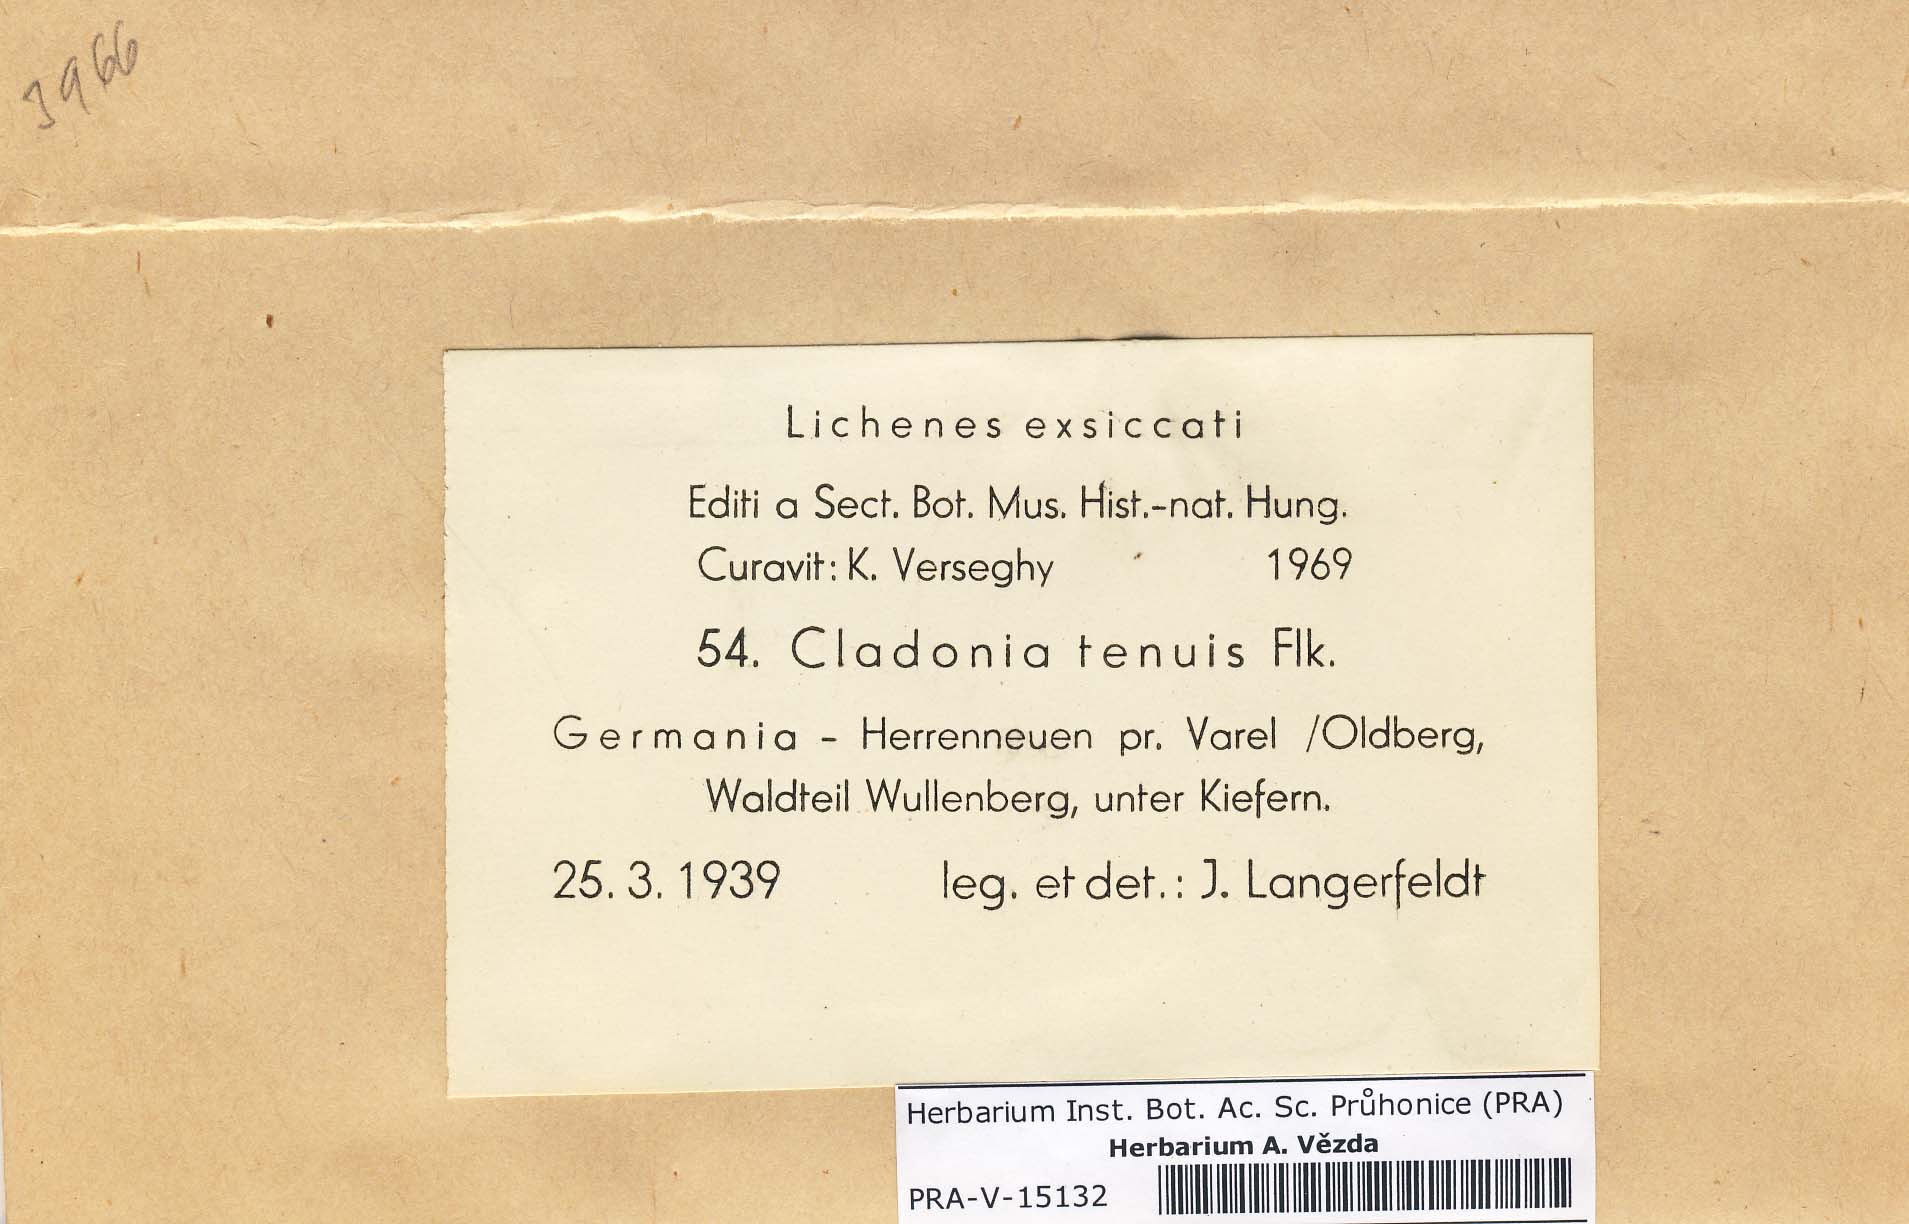 3966
Lichenes exsiccati
Editi a Sect. Bot. Mus. Hist.-nat. Hung.
Curavit: K. Verseghy 1969
54. Cladonia tenuis Flk.
Germania - Herrenneuen pr. Varel /Oldberg,
Waldteil Wullenberg, unter Kiefern.
25. 3. 1939 leg. et det.: J. Langerfeldt
Herbarium Inst. Bot. Ac. Sc. Průhonice (PRA)
Herbarium A. Vězda
PRA-V-15132